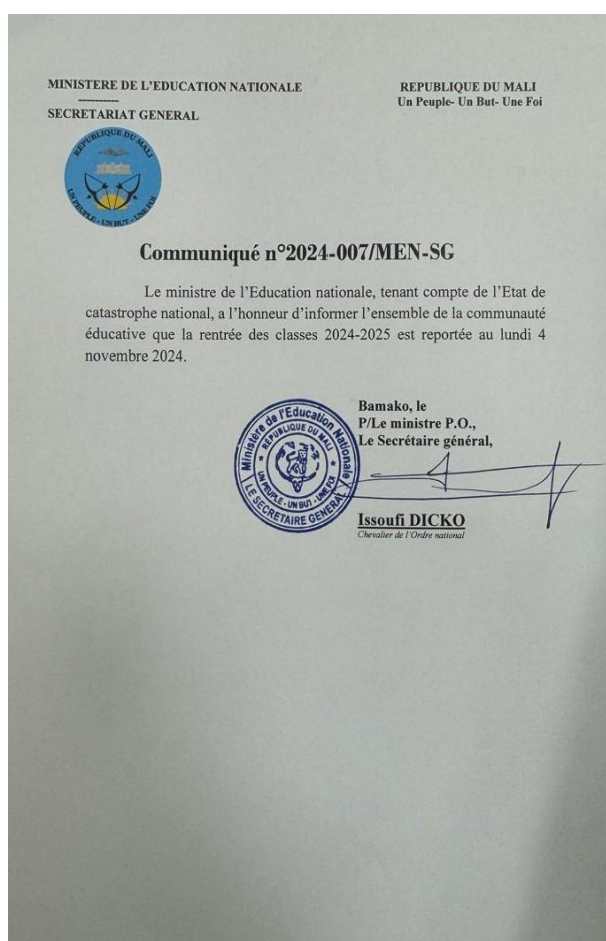 MINISTERE DE L'EDUCATION NATIONALE
----------
SECRETARIAT GENERAL
REPUBLIQUE DU MALI
Un Peuple- Un But- Une Foi
RÉPUBLIQUE DU MALI
UN PEUPLE - UN BUT - UNE FOI
Communiqué n°2024-007/MEN-SG
Le ministre de l'Education nationale, tenant compte de l'Etat de
catastrophe national, a l'honneur d'informer l'ensemble de la communauté
éducative que la rentrée des classes 2024-2025 est reportée au lundi 4
novembre 2024.
Bamako, le
P/Le ministre P.O.,
Le Secrétaire général,
Ministère de l'Éducation Nationale
RÉPUBLIQUE DU MALI
UN PEUPLE - UN BUT - UNE FOI
LE SECRETAIRE GENERAL
Issoufi DICKO
Chevalier de l'Ordre national